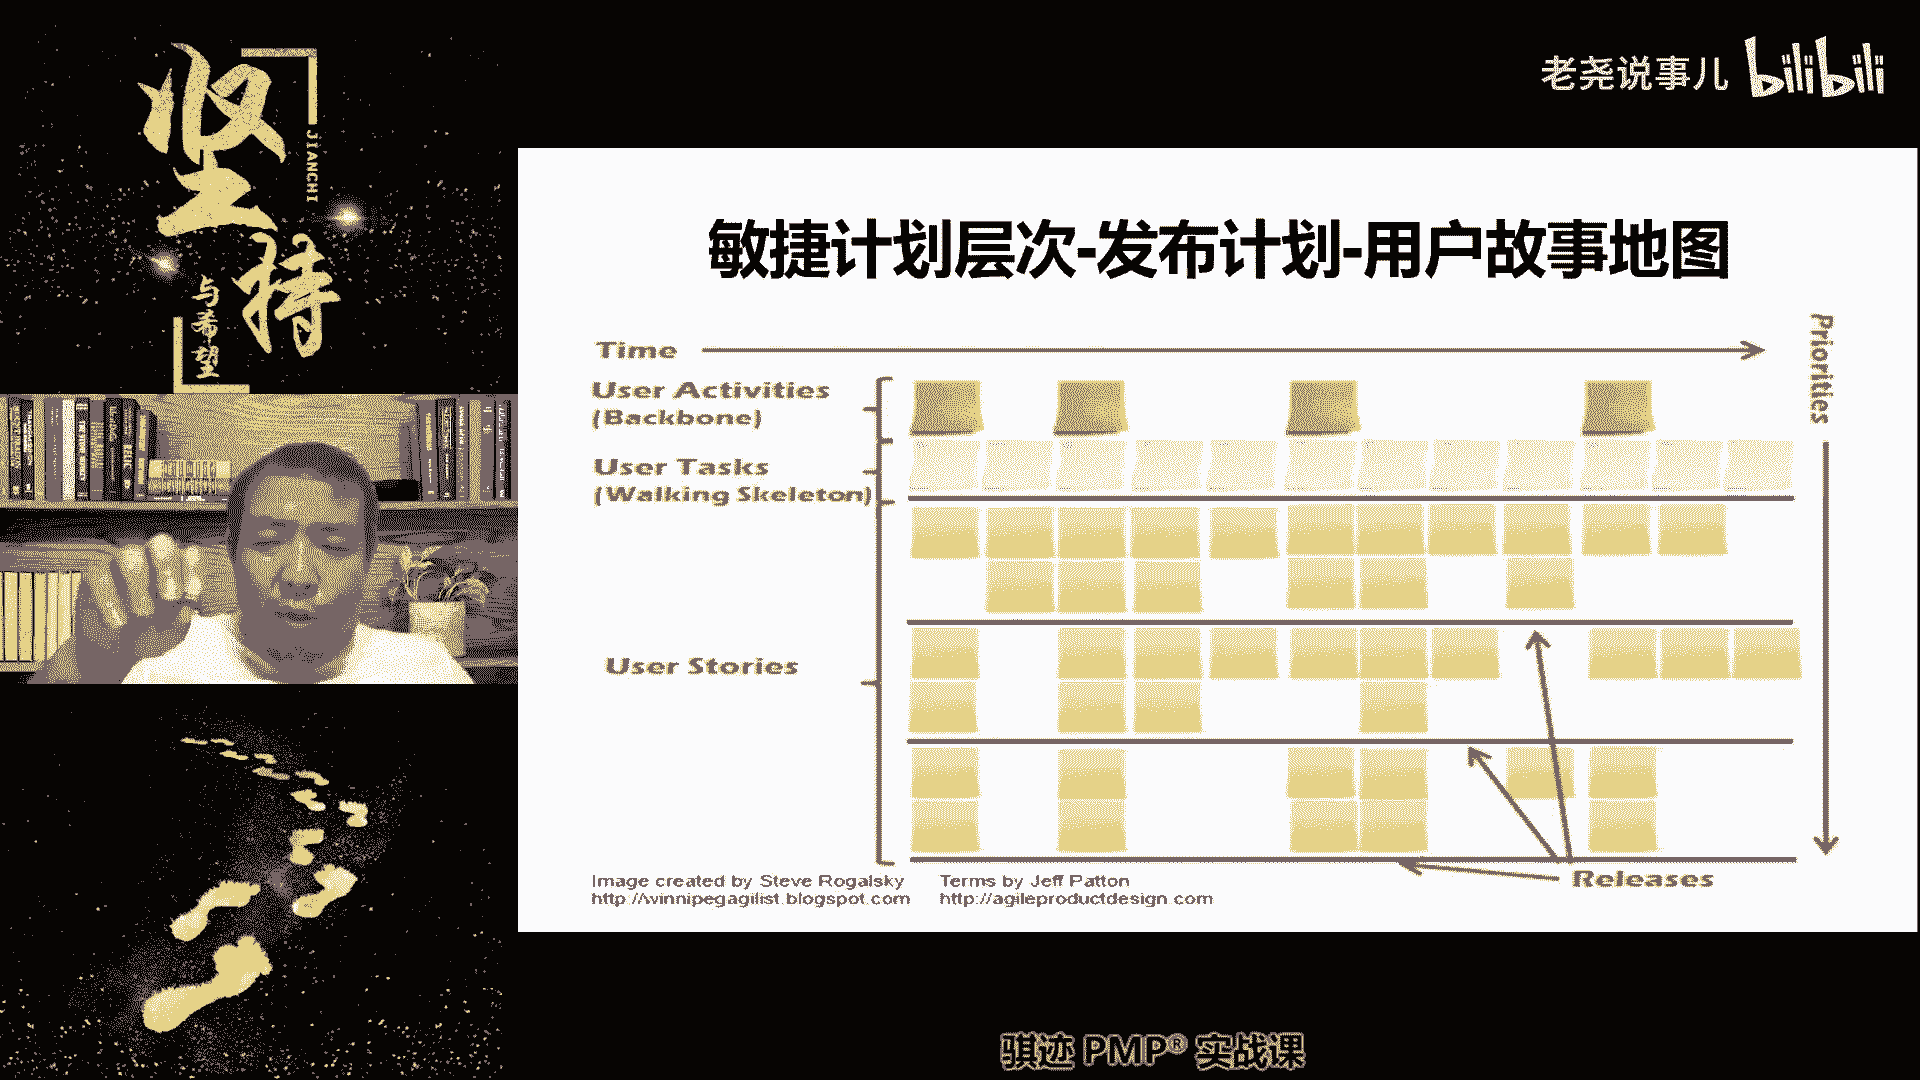 坚持
JIANCHI
与希望
老尧说事儿 bilibili
敏捷计划层次-发布计划-用户故事地图
Time
Priorities
User Activities
(Backbone)
User Tasks
(Walking Skeleton)
User Stories
Releases
Image created by Steve Rogalsky
http://winnipegagilist.blogspot.com
Terms by Jeff Patton
http://agileproductdesign.com
骐迹 PMP® 实战课